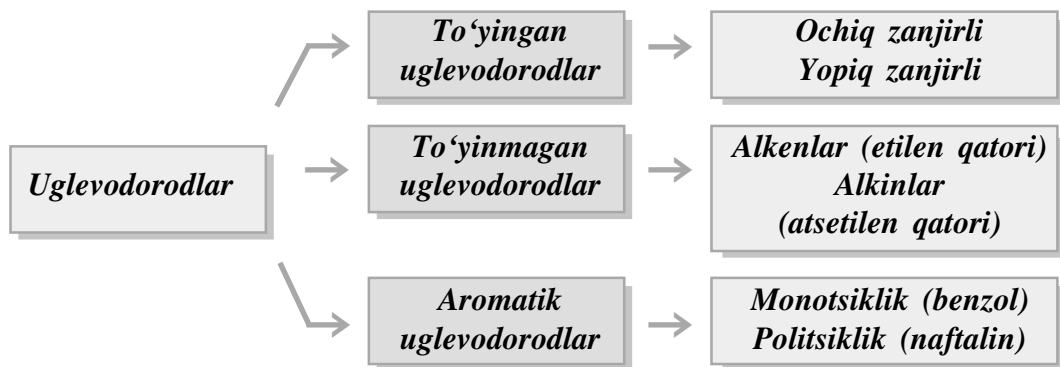 Uglevodorodlar
To‘yingan
uglevodorodlar
Ochiq zanjirli
Yopiq zanjirli
To‘yinmagan
uglevodorodlar
Alkenlar (etilen qatori)
Alkinlar
(atsetilen qatori)
Aromatik
uglevodorodlar
Monotsiklik (benzol)
Politsiklik (naftalin)